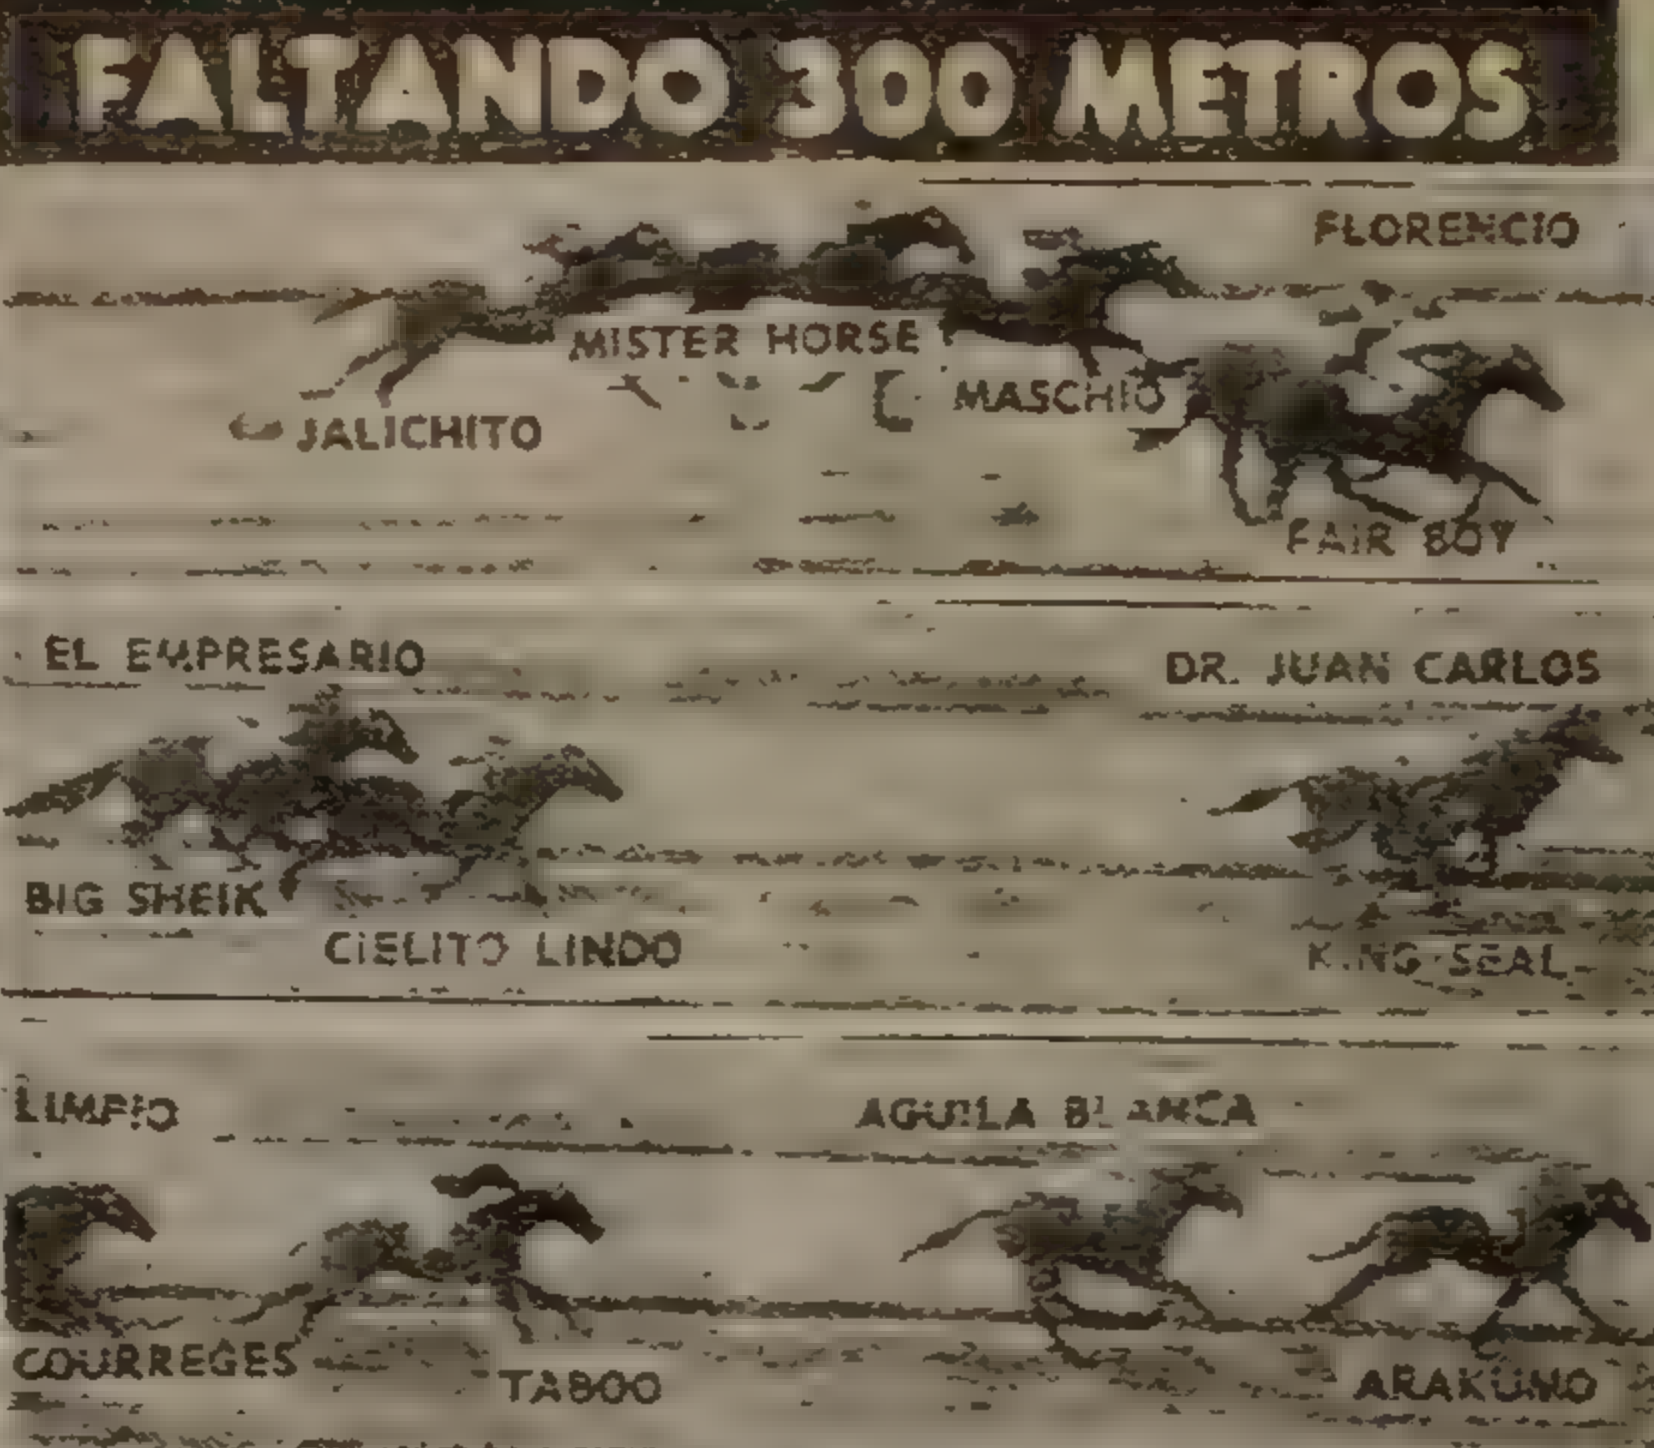 FALTANDO 300 METROS
FLORENCIO
MISTER HORSE
MASCHIO
JALICHITO
FAIR BOY
EL EMPRESARIO
DR. JUAN CARLOS
BIG SHEIK
CIELITO LINDO
KING SEAL
LIMPIO
AGUILA BLANCA
COURREGES
TABOO
ARAKUNO